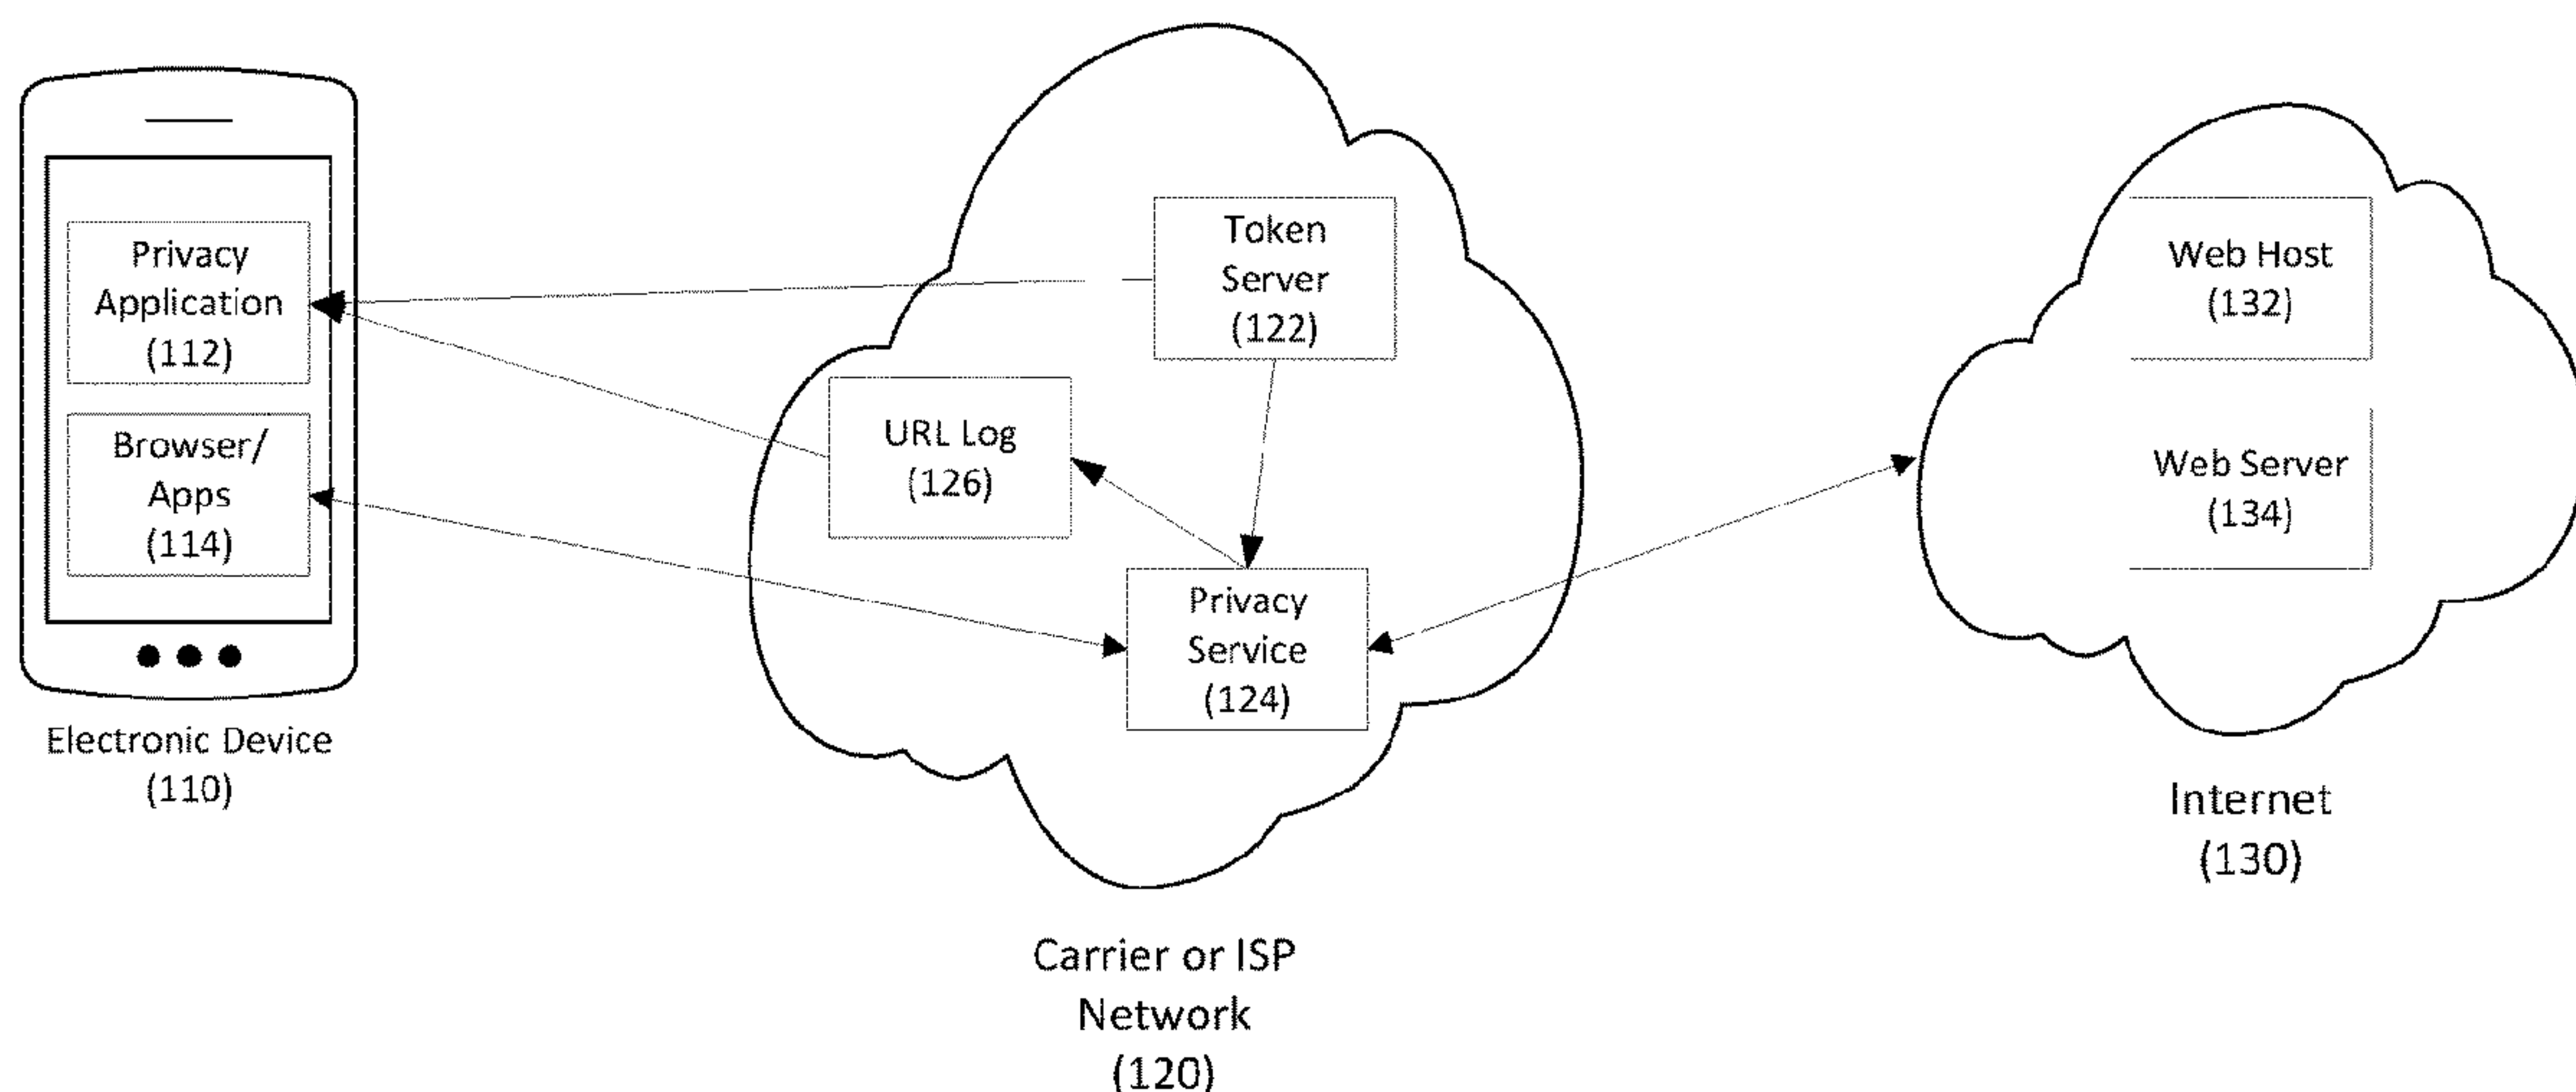 Privacy
Application
(112)
Browser/
Apps
(114)
Electronic Device
(110)
Token
Server
(122)
URL Log
(126)
Privacy
Service
(124)
Carrier or ISP
Network
(120)
Web Host
(132)
Web Server
(134)
Internet
(130)